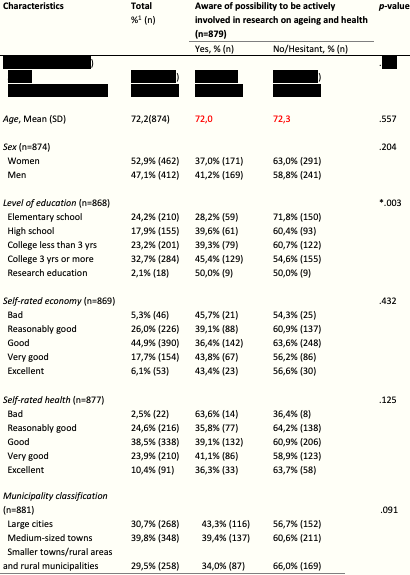 Characteristics Total Aware of possibility to be actively p-value
%1 (n) involved in research on ageing and health
(n=879)
Yes, % (n) No/Hesitant, % (n)
)
.
)
Age, Mean (SD) 72,2(874) 72,0 72,3 .557
Sex (n=874) .204
Women 52,9% (462) 37,0% (171) 63,0% (291)
Men 47,1% (412) 41,2% (169) 58,8% (241)
Level of education (n=868) *.003
Elementary school 24,2% (210) 28,2% (59) 71,8% (150)
High school 17,9% (155) 39,6% (61) 60,4% (93)
College less than 3 yrs 23,2% (201) 39,3% (79) 60,7% (122)
College 3 yrs or more 32,7% (284) 45,4% (129) 54,6% (155)
Research education 2,1% (18) 50,0% (9) 50,0% (9)
Self-rated economy (n=869) .432
Bad 5,3% (46) 45,7% (21) 54,3% (25)
Reasonably good 26,0% (226) 39,1% (88) 60,9% (137)
Good 44,9% (390) 36,4% (142) 63,6% (248)
Very good 17,7% (154) 43,8% (67) 56,2% (86)
Excellent 6,1% (53) 43,4% (23) 56,6% (30)
Self-rated health (n=877) .125
Bad 2,5% (22) 63,6% (14) 36,4% (8)
Reasonably good 24,6% (216) 35,8% (77) 64,2% (138)
Good 38,5% (338) 39,1% (132) 60,9% (206)
Very good 23,9% (210) 41,1% (86) 58,9% (123)
Excellent 10,4% (91) 36,3% (33) 63,7% (58)
Municipality classification
(n=881) .091
Large cities 30,7% (268) 43,3% (116) 56,7% (152)
Medium-sized towns 39,8% (348) 39,4% (137) 60,6% (211)
Smaller towns/rural areas
and rural municipalities 29,5% (258) 34,0% (87) 66,0% (169)